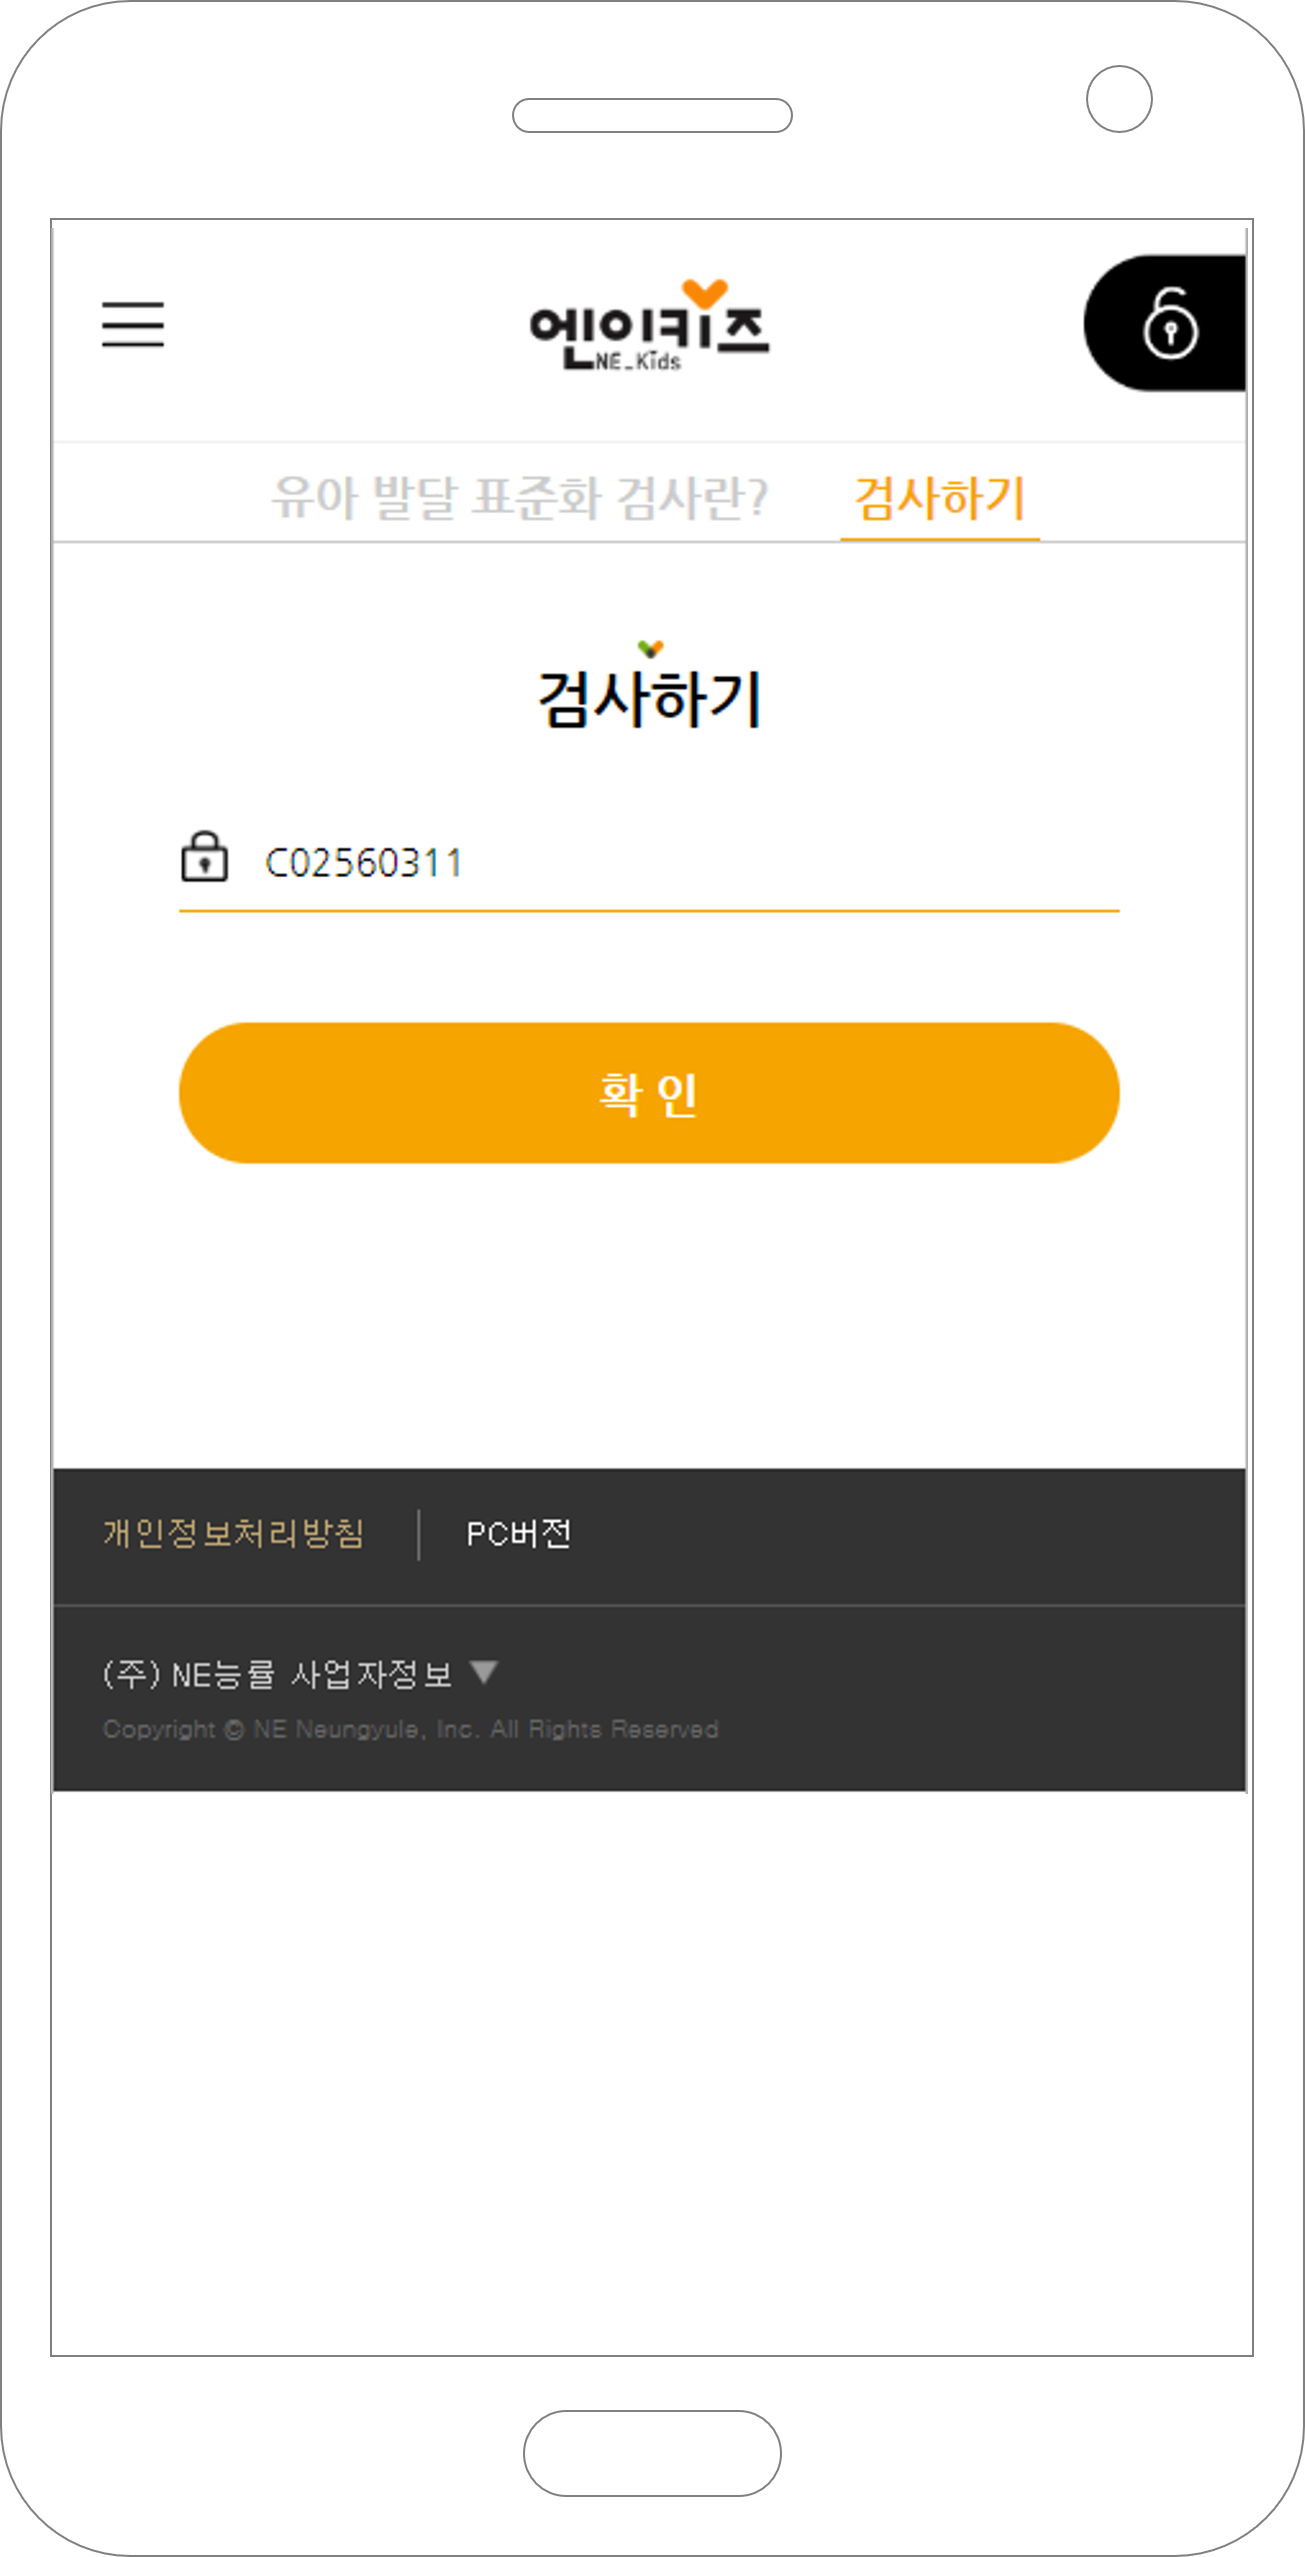 엔이키즈
NE_Kids
유아 발달 표준화 검사란? 검사하기
검사하기
C02560311
확 인
개인정보처리방침 PC버전
(주) NE능률 사업자정보 ▼
Copyright © NE Neungyule, Inc. All Rights Reserved